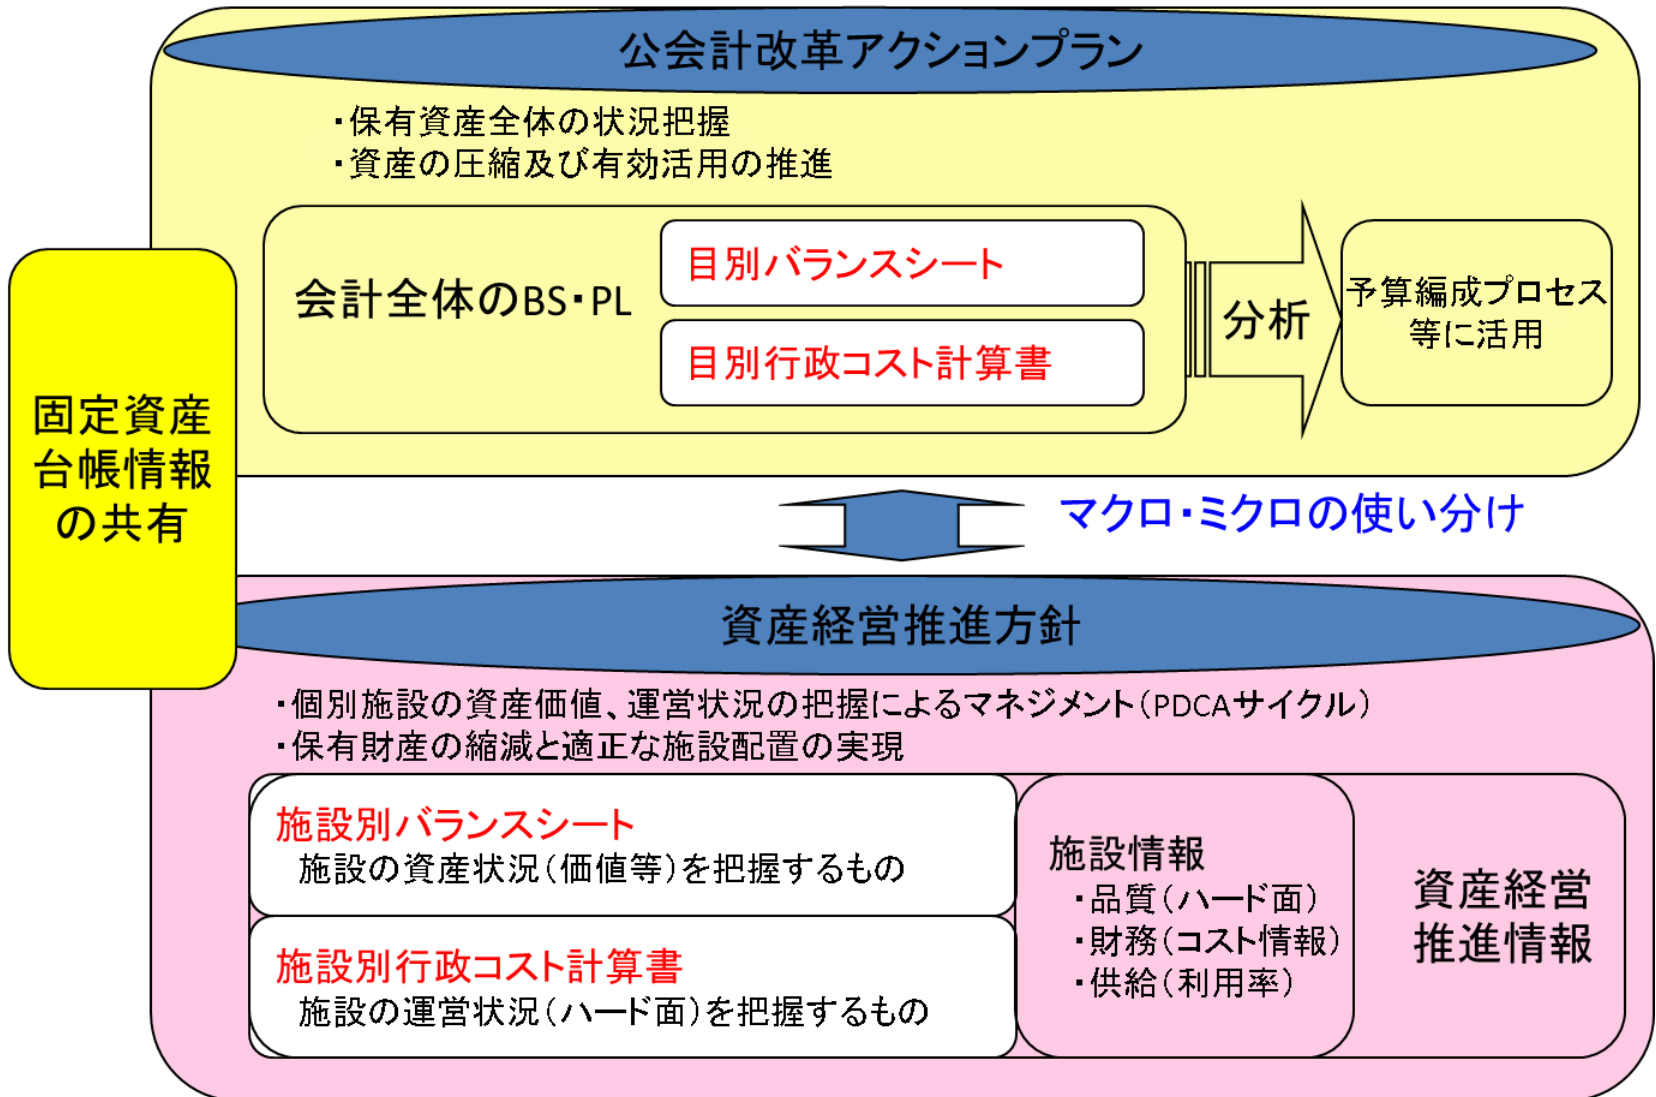 公会計改革アクションプラン
・保有資産全体の状況把握
・資産の圧縮及び有効活用の推進
会計全体のBS・PL
目別バランスシート
目別行政コスト計算書
分析
予算編成プロセス
等に活用
固定資産
台帳情報
の共有
マクロ・ミクロの使い分け
資産経営推進方針
・個別施設の資産価値、運営状況の把握によるマネジメント（PDCAサイクル）
・保有財産の縮減と適正な施設配置の実現
施設別バランスシート
施設の資産状況（価値等）を把握するもの
施設別行政コスト計算書
施設の運営状況（ハード面）を把握するもの
施設情報
・品質（ハード面）
・財務（コスト情報）
・供給（利用率）
資産経営
推進情報